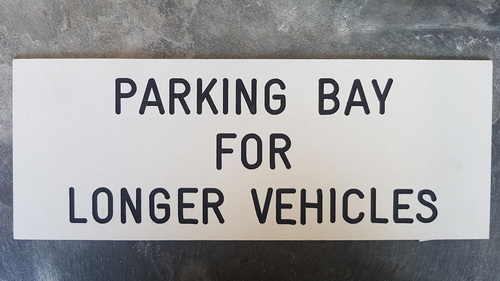 PARKING BAY
FOR
LONGER VEHICLES